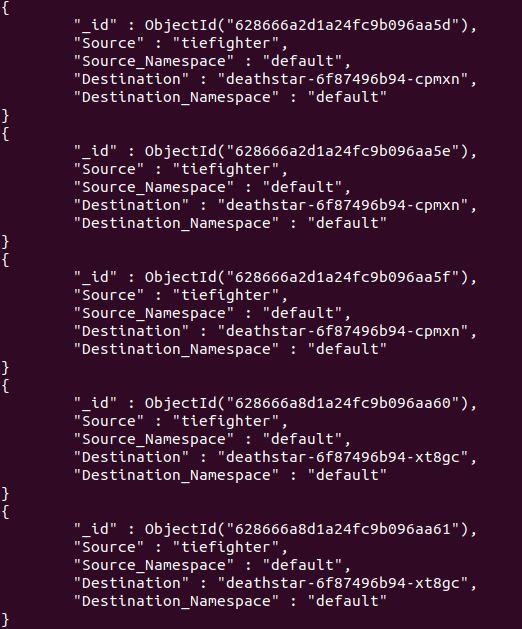 {
"_id" : ObjectId("628666a2d1a24fc9b096aa5d"),
"Source" : "tiefighter",
"Source_Namespace" : "default",
"Destination" : "deathstar-6f87496b94-cpmxn",
"Destination_Namespace" : "default"
}
{
"_id" : ObjectId("628666a2d1a24fc9b096aa5e"),
"Source" : "tiefighter",
"Source_Namespace" : "default",
"Destination" : "deathstar-6f87496b94-cpmxn",
"Destination_Namespace" : "default"
}
{
"_id" : ObjectId("628666a2d1a24fc9b096aa5f"),
"Source" : "tiefighter",
"Source_Namespace" : "default",
"Destination" : "deathstar-6f87496b94-cpmxn",
"Destination_Namespace" : "default"
}
{
"_id" : ObjectId("628666a8d1a24fc9b096aa60"),
"Source" : "tiefighter",
"Source_Namespace" : "default",
"Destination" : "deathstar-6f87496b94-xt8gc",
"Destination_Namespace" : "default"
}
{
"_id" : ObjectId("628666a8d1a24fc9b096aa61"),
"Source" : "tiefighter",
"Source_Namespace" : "default",
"Destination" : "deathstar-6f87496b94-xt8gc",
"Destination_Namespace" : "default"
}